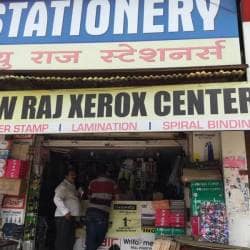 STATIONERY
यु राज स्टेशनर्स
W RAJ XEROX CENTER
ER STAMP | LAMINATION | SPIRAL BINDIN